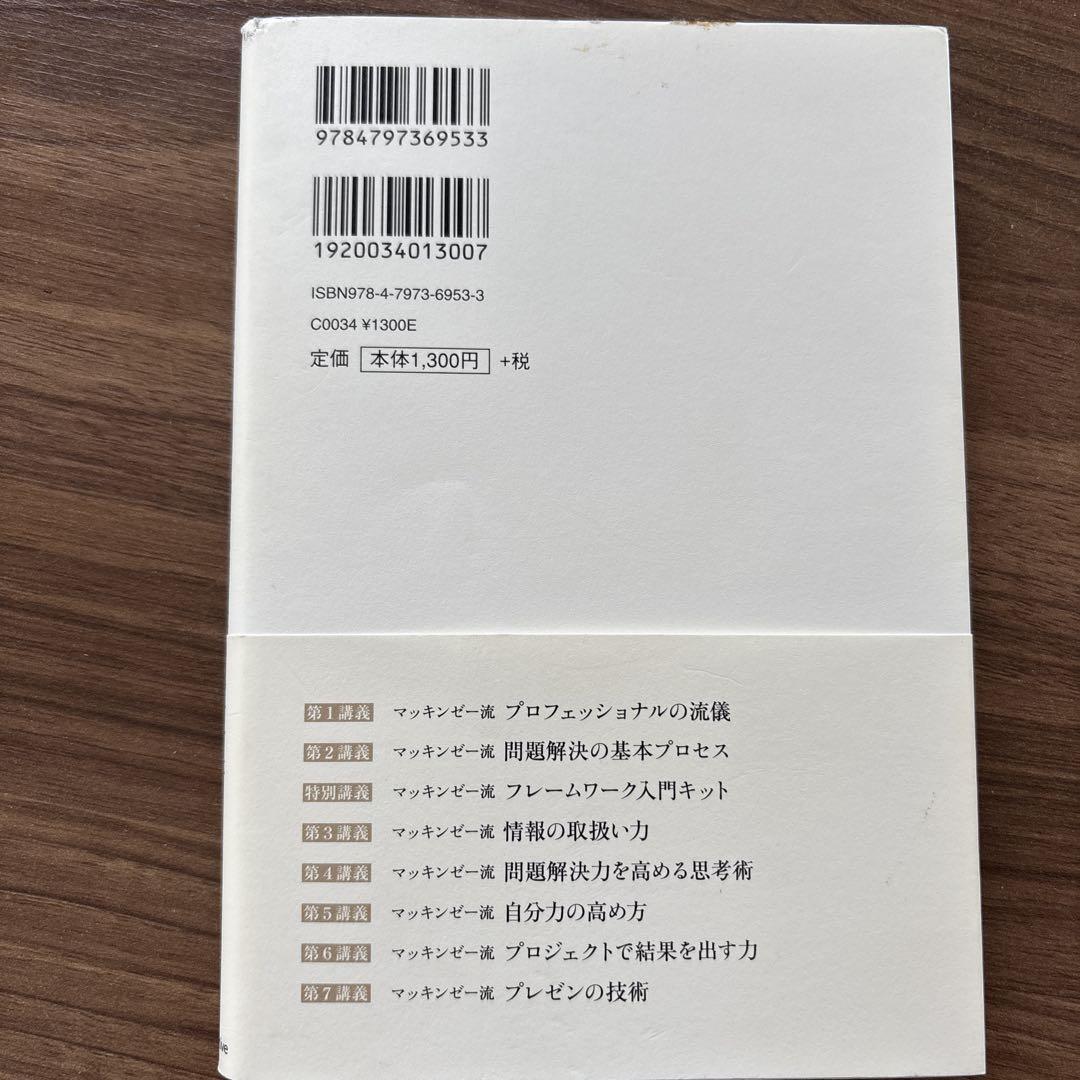 9784797369533
1920034013007
ISBN978-4-7973-6953-3
C0034 ¥1300E
定価 本体1,300円 +税
第1講義 マッキンゼー流 プロフェッショナルの流儀
第2講義 マッキンゼー流 問題解決の基本プロセス
特別講義 マッキンゼー流 フレームワーク入門キット
第3講義 マッキンゼー流 情報の取扱い力
第4講義 マッキンゼー流 問題解決力を高める思考術
第5講義 マッキンゼー流 自分力の高め方
第6講義 マッキンゼー流 プロジェクトで結果を出す力
第7講義 マッキンゼー流 プレゼンの技術